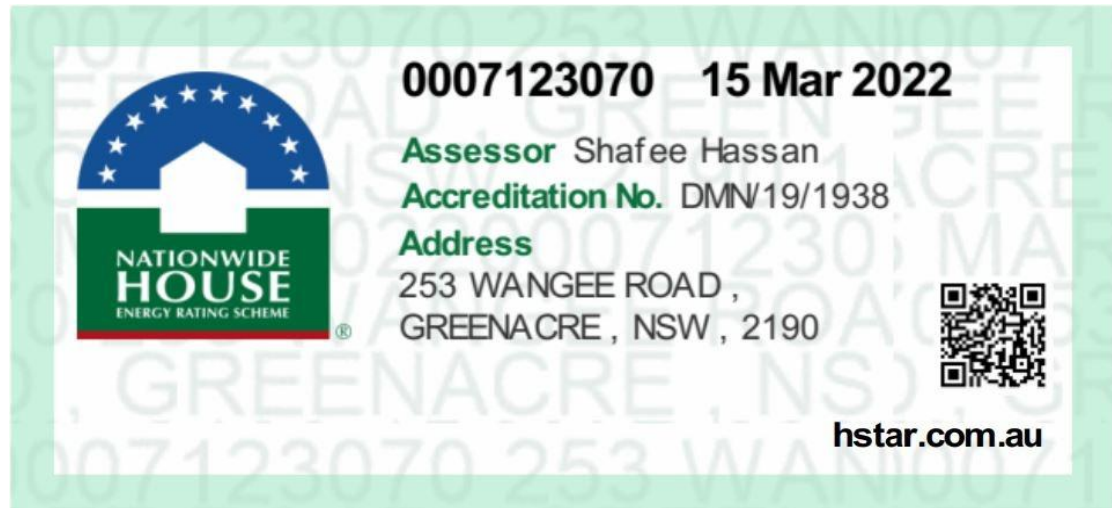 0007123070 15 Mar 2022
Assessor Shafee Hassan
Accreditation No. DMN/19/1938
Address
253 WANGEE ROAD ,
GREENACRE , NSW , 2190
NATIONWIDE
HOUSE
ENERGY RATING SCHEME
®
hstar.com.au